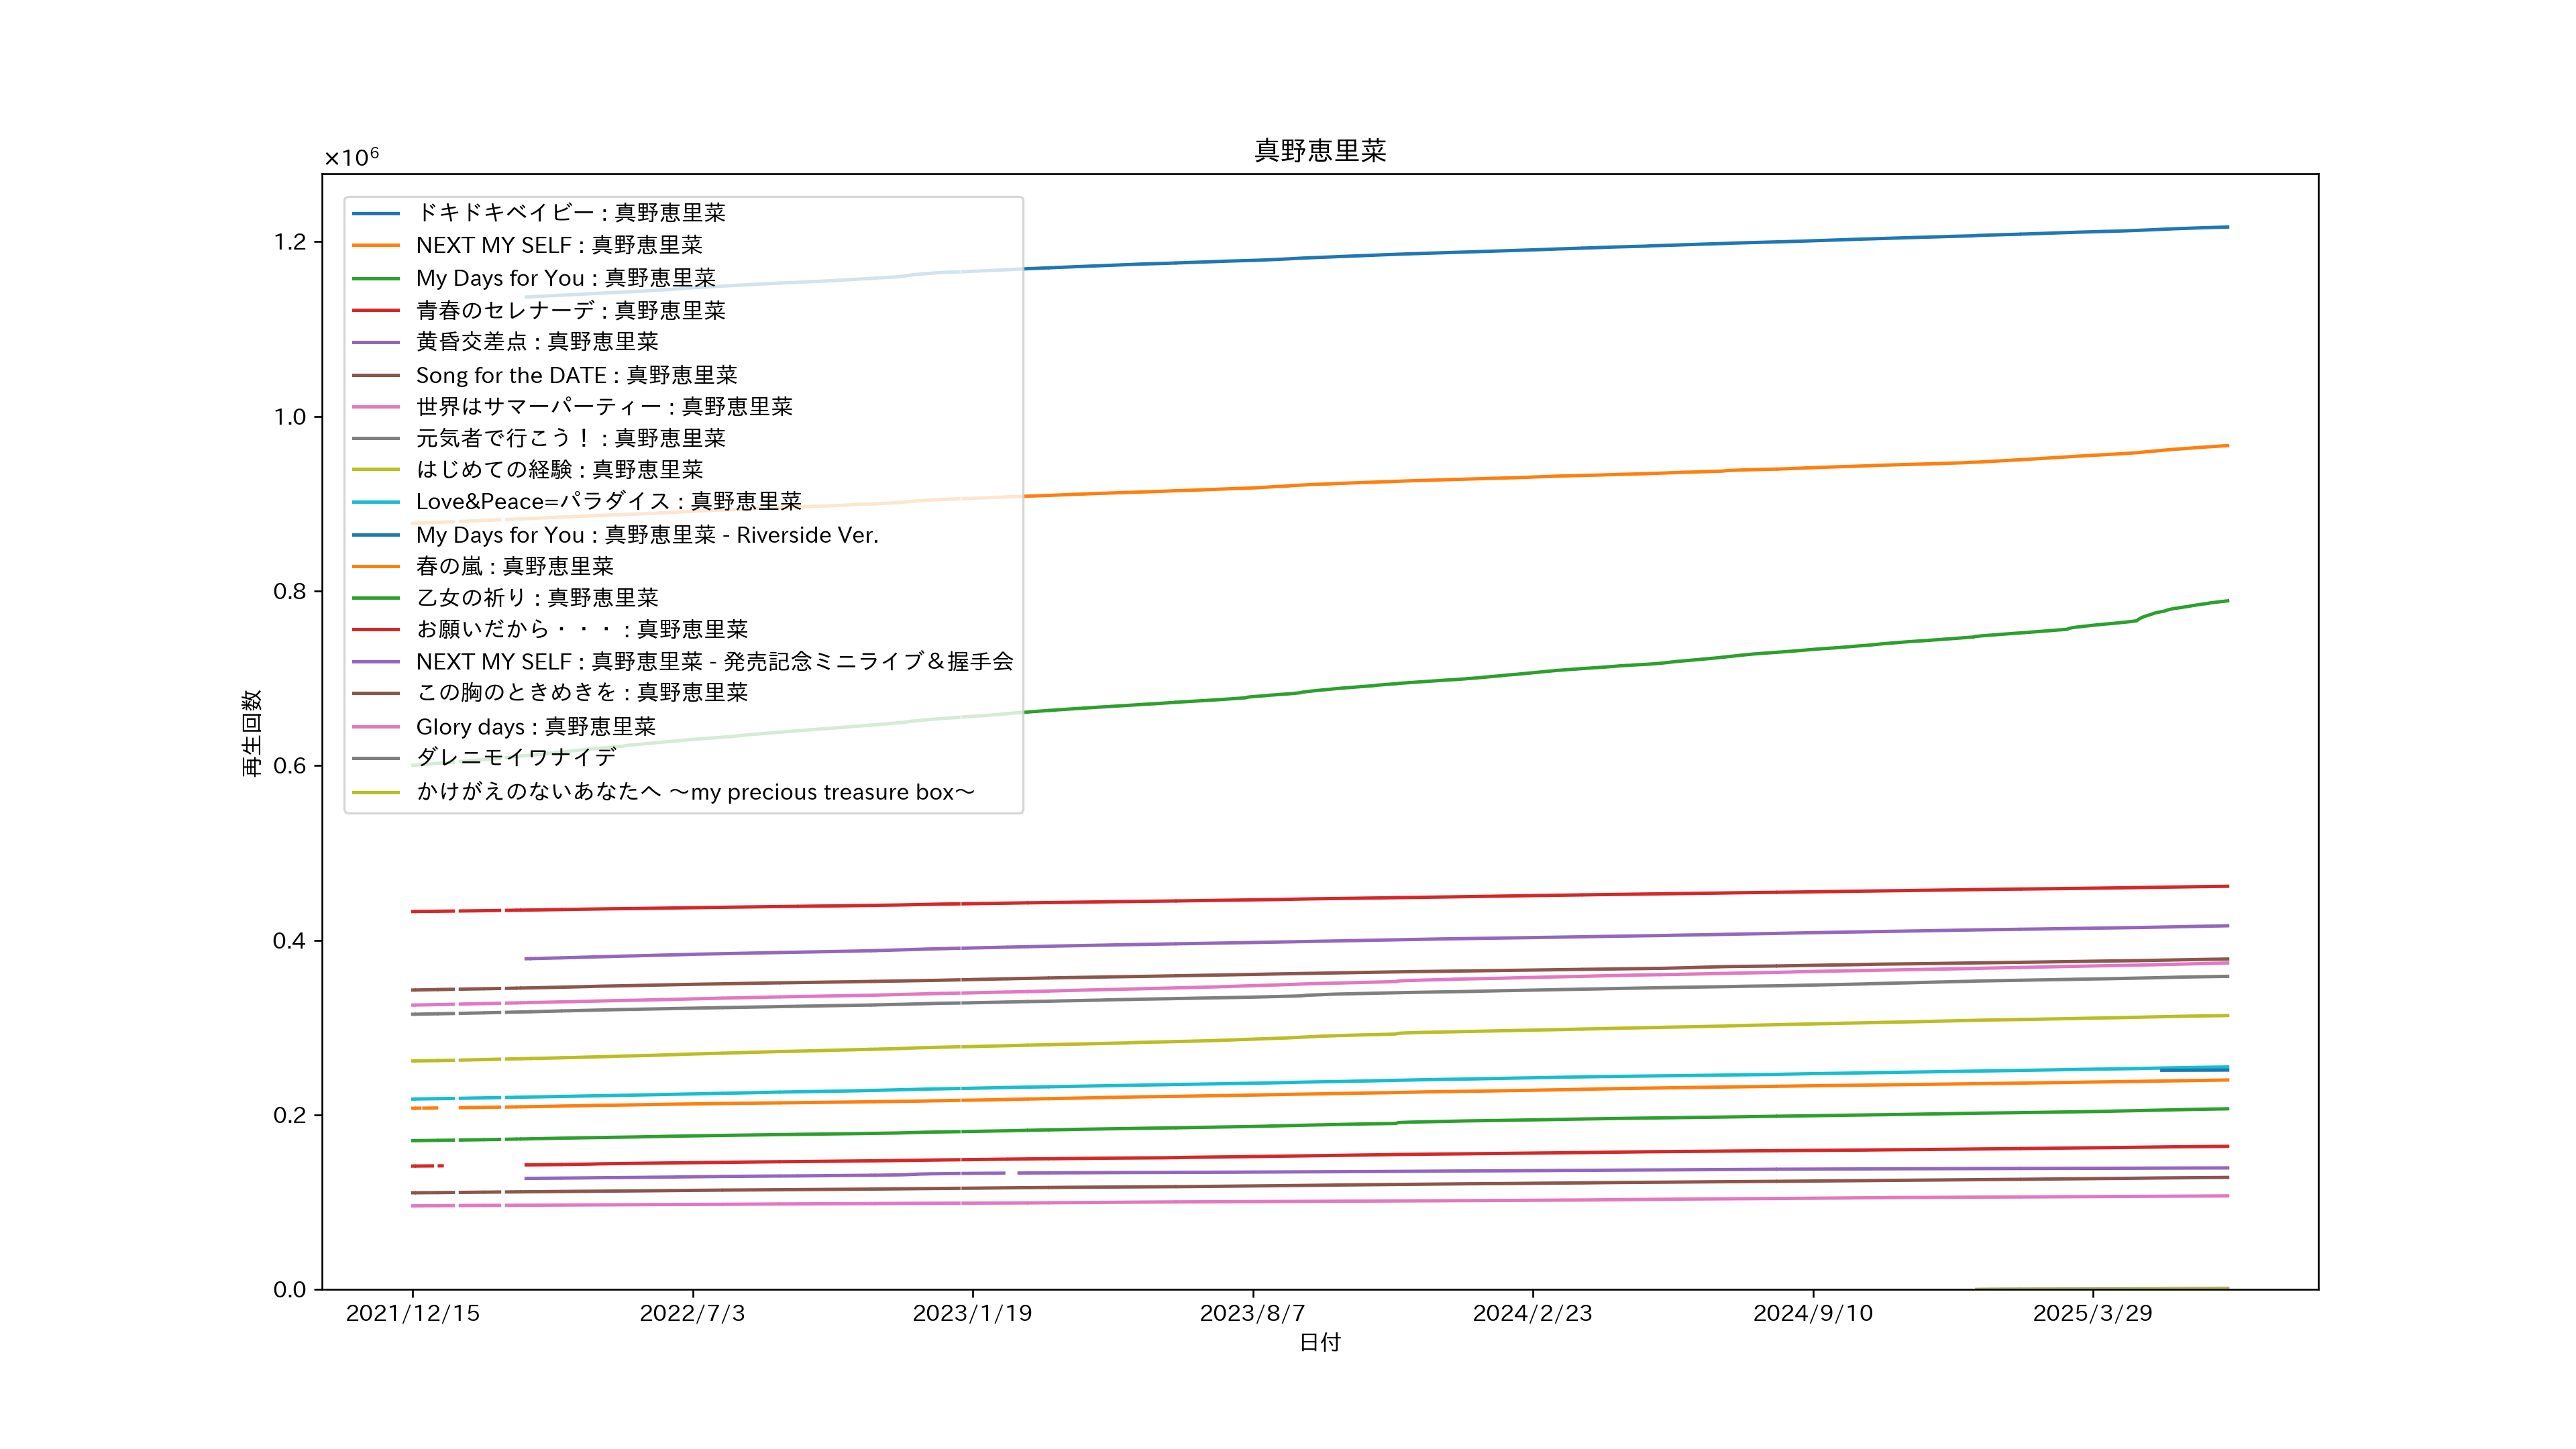 真野恵里菜
×10⁶
1.2
1.0
0.8
0.6
0.4
0.2
0.0
再生回数
ドキドキベイビー : 真野恵里菜
NEXT MY SELF : 真野恵里菜
My Days for You : 真野恵里菜
青春のセレナーデ : 真野恵里菜
黄昏交差点 : 真野恵里菜
Song for the DATE : 真野恵里菜
世界はサマーパーティー : 真野恵里菜
元気者で行こう! : 真野恵里菜
はじめての経験 : 真野恵里菜
Love&Peace=パラダイス : 真野恵里菜
My Days for You : 真野恵里菜 - Riverside Ver.
春の嵐 : 真野恵里菜
乙女の祈り : 真野恵里菜
お願いだから・・・ : 真野恵里菜
NEXT MY SELF : 真野恵里菜 - 発売記念ミニライブ&握手会
この胸のときめきを : 真野恵里菜
Glory days : 真野恵里菜
ダレニモイワナイデ
かけがえのないあなたへ 〜my precious treasure box〜
2021/12/15 2022/7/3 2023/1/19 2023/8/7 2024/2/23 2024/9/10 2025/3/29
日付